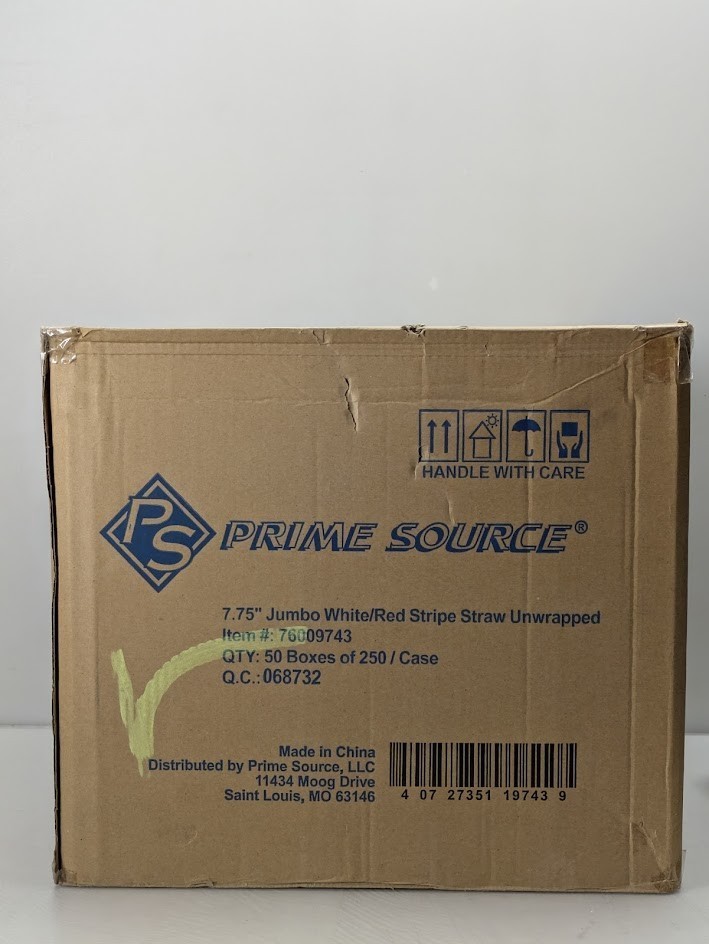 HANDLE WITH CARE
PS PRIME SOURCE®
7.75" Jumbo White/Red Stripe Straw Unwrapped
Item #: 76009743
QTY: 50 Boxes of 250 / Case
Q.C.: 068732
Made in China
Distributed by Prime Source, LLC
11434 Moog Drive
Saint Louis, MO 63146
4 07 27351 19743 9